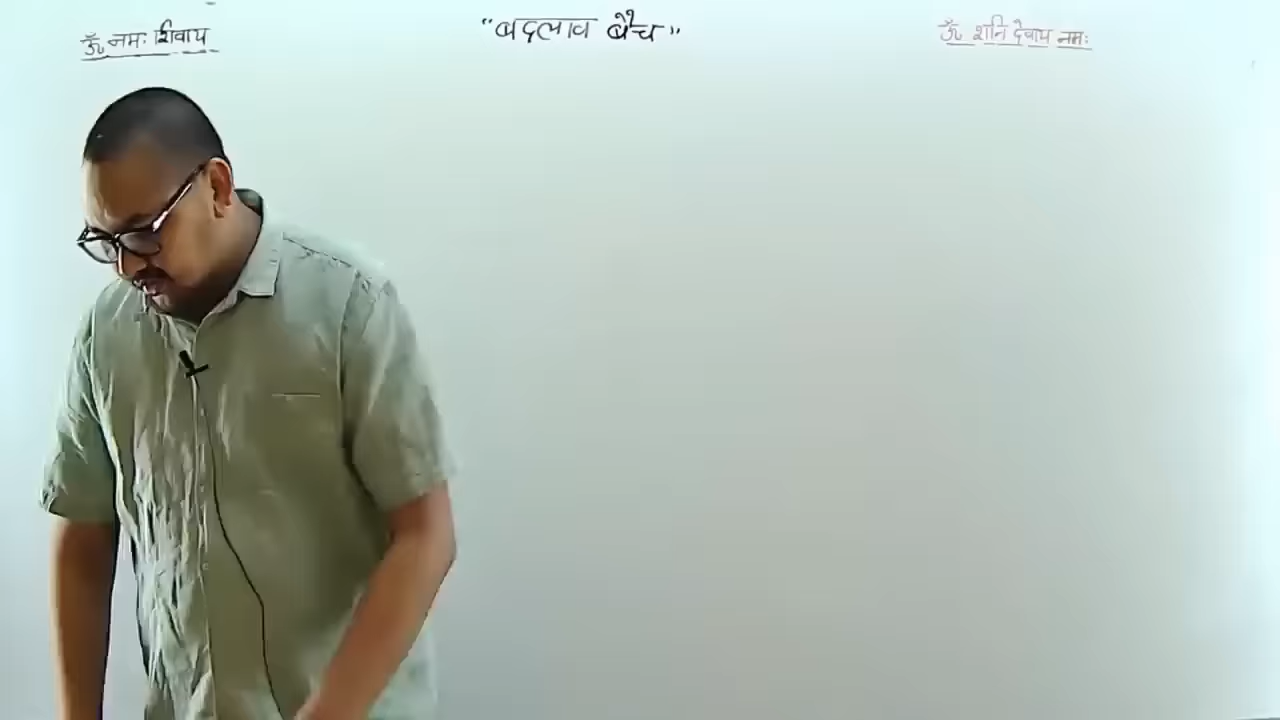 ॐ नमः शिवाय
"बदलाव बैच"
ॐ शनि देवाय नमः